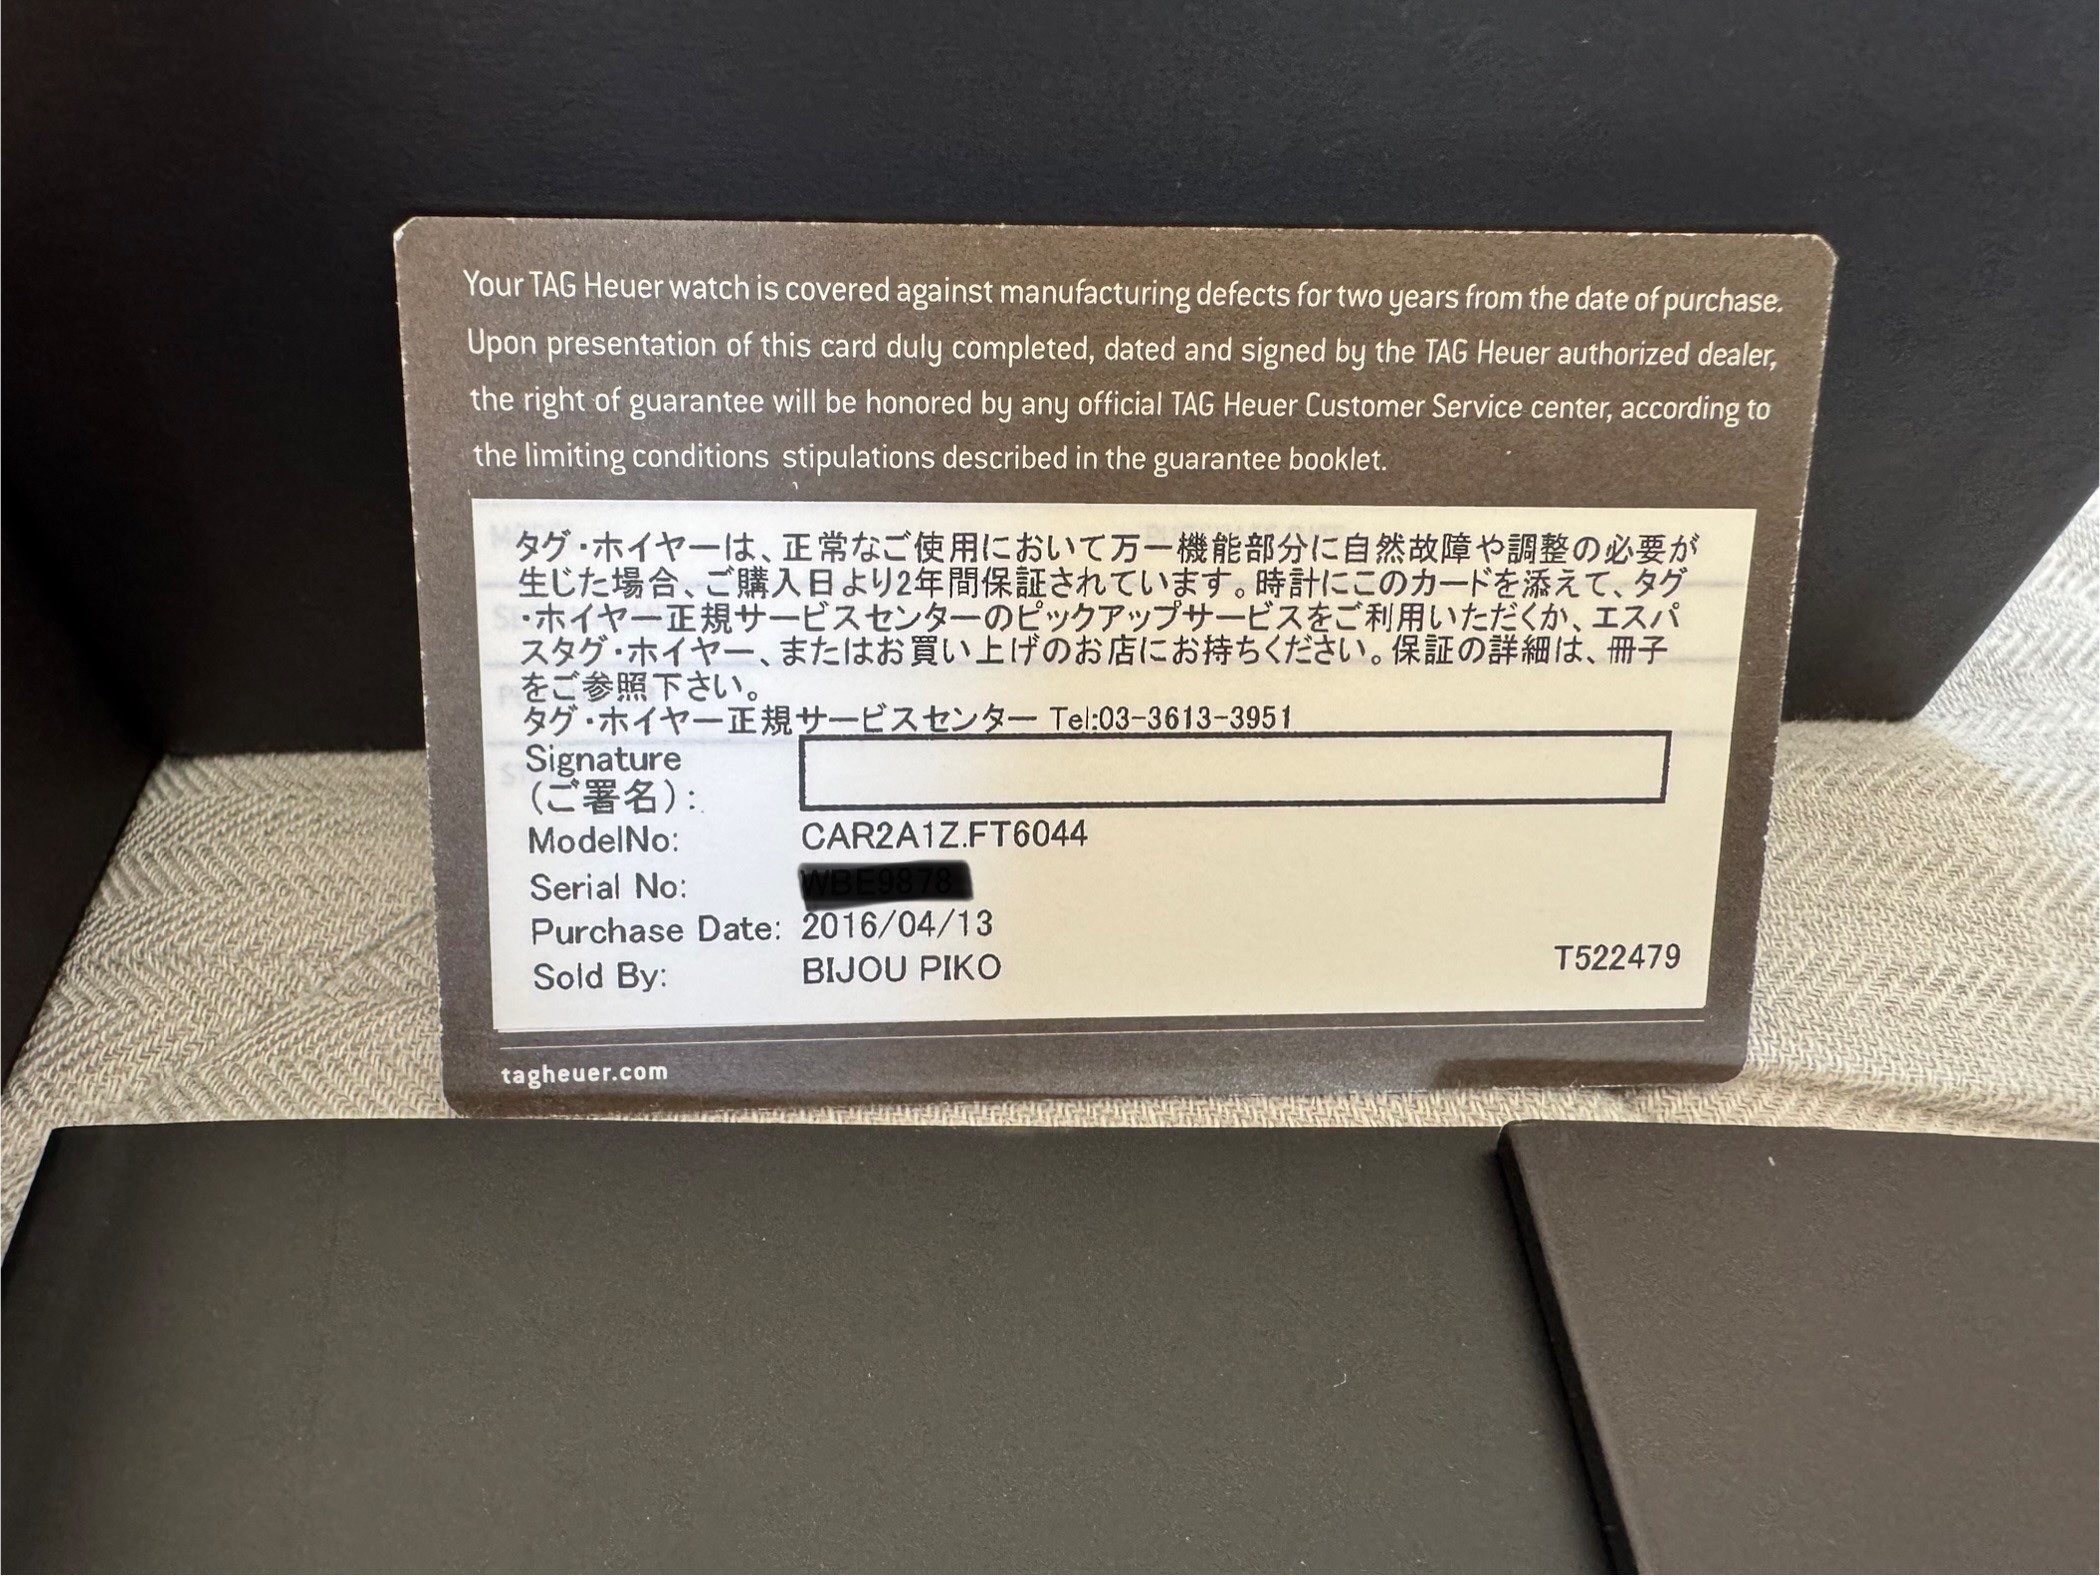 Your TAG Heuer watch is covered against manufacturing defects for two years from the date of purchase.
Upon presentation of this card duly completed, dated and signed by the TAG Heuer authorized dealer,
the right of guarantee will be honored by any official TAG Heuer Customer Service center, according to
the limiting conditions stipulations described in the guarantee booklet.
タグ・ホイヤーは、正常なご使用において万一機能部分に自然故障や調整の必要が
生じた場合、ご購入日より2年間保証されています。時計にこのカードを添えて、タグ
・ホイヤー正規サービスセンターのピックアップサービスをご利用いただくか、エスパ
スタグ・ホイヤー、またはお買い上げのお店にお持ちください。保証の詳細は、冊子
をご参照下さい。
タグ・ホイヤー正規サービスセンター Tel:03-3613-3951
Signature
(ご署名):
ModelNo: CAR2A1Z.FT6044
Serial No:
Purchase Date: 2016/04/13
Sold By: BIJOU PIKO
T522479
tagheuer.com